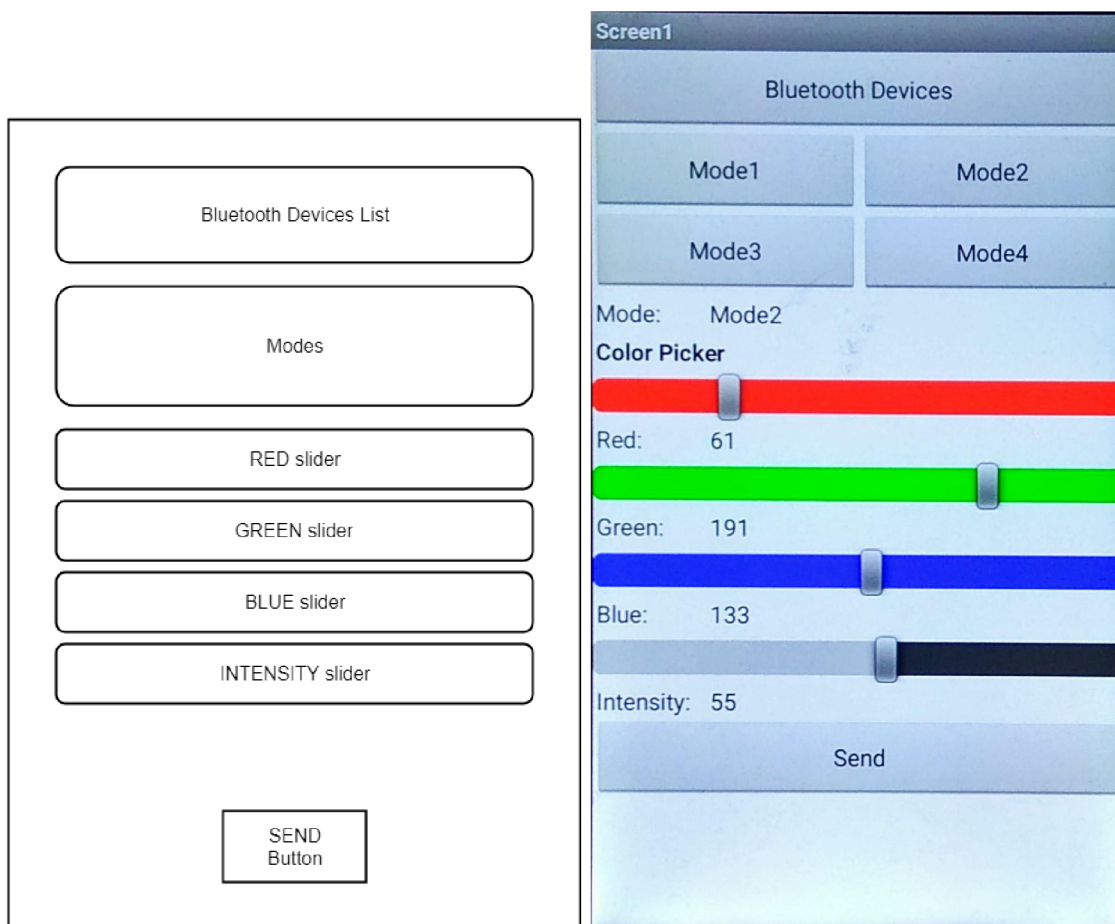 Bluetooth Devices List
Modes
RED slider
GREEN slider
BLUE slider
INTENSITY slider
SEND
Button
Screen1
Bluetooth Devices
Mode1 Mode2
Mode3 Mode4
Mode: Mode2
Color Picker
Red: 61
Green: 191
Blue: 133
Intensity: 55
Send